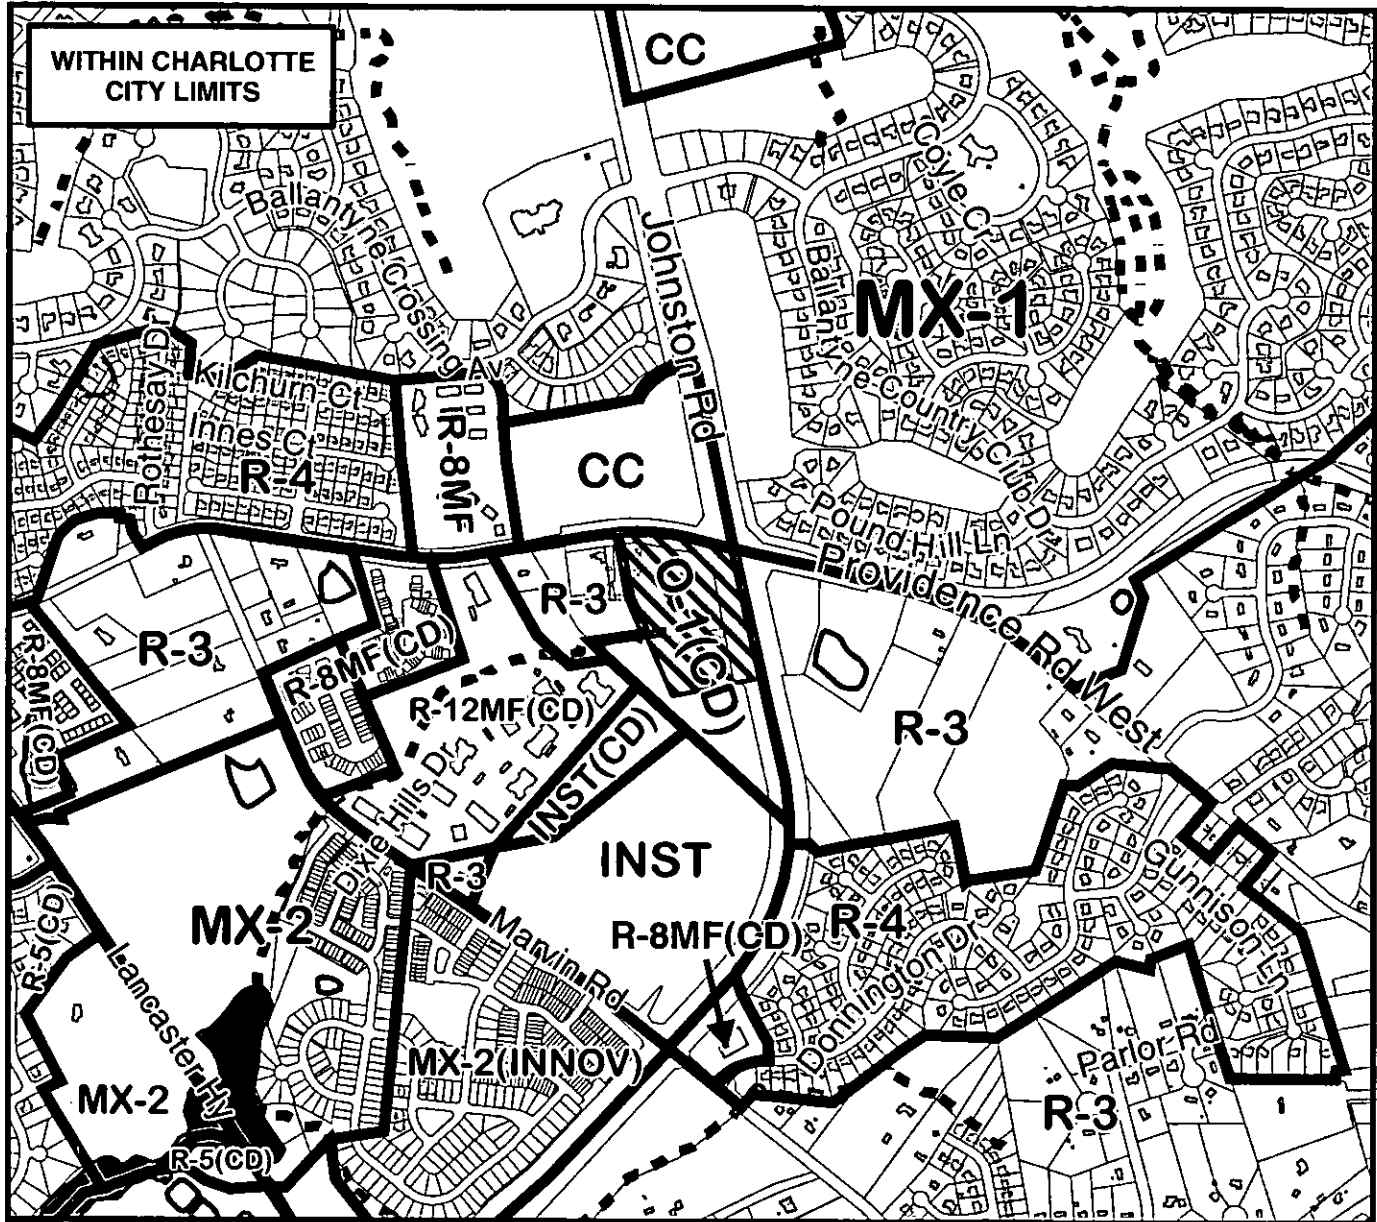 WITHIN CHARLOTTE
CITY LIMITS
CC
Coyle Cr
Ballantyne Crossing Av
Johnston Rd
MX-1
Ballantyne Country Club Dr
Rothesay Dr
Kilchurn Ct
Innes Ct
R-4
R-8MF
CC
Pound Hill Ln
Providence Rd West
O-1(CD)
R-3
R-3
R-8MF(CD)
R-8MF(CD)
R-12MF(CD)
R-3
INST(CD)
Dixie Hills Dr
INST
R-3
Gunnison Ln
R-5(CD)
MX-2
Marvin Rd
R-8MF(CD)
R-4
Donnington Dr
Lancaster Hy
MX-2(INNOV)
Parlor Rd
MX-2
R-3
R-5(CD)